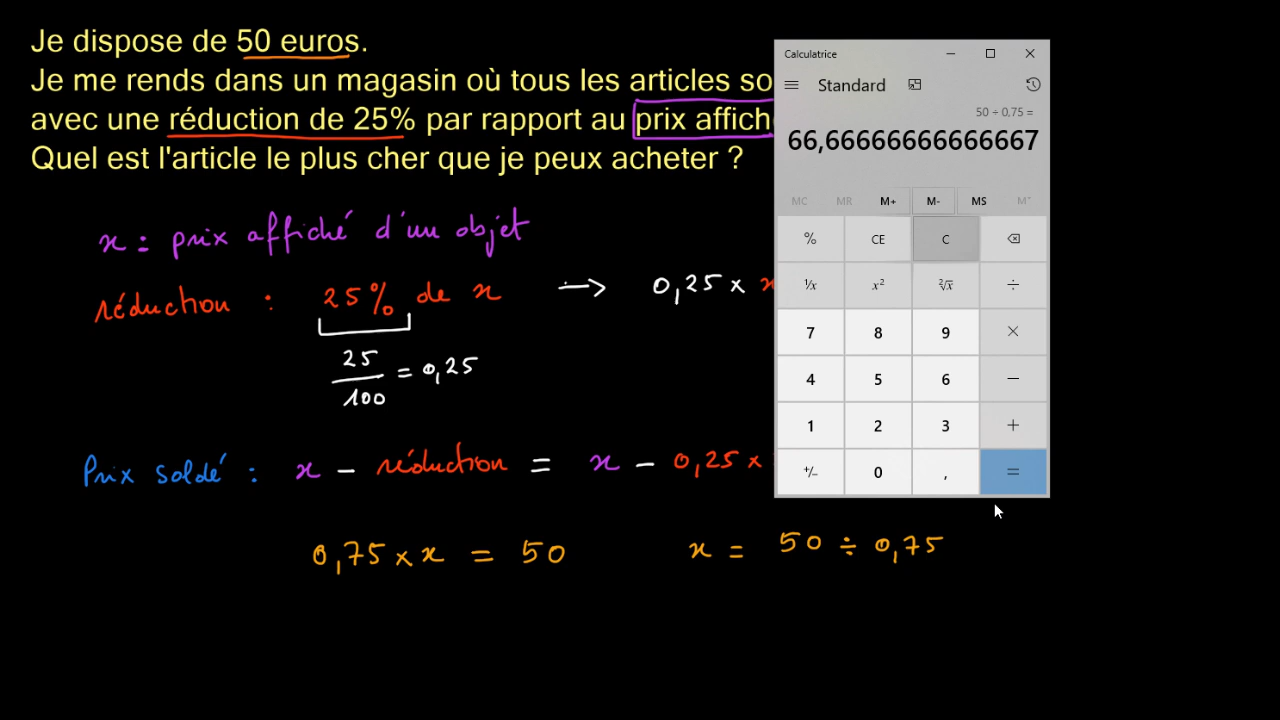 Je dispose de 50 euros.
Je me rends dans un magasin où tous les articles so
avec une réduction de 25% par rapport au prix affich
Quel est l'article le plus cher que je peux acheter ?
x = prix affiché d'un objet
réduction : 25% de x → 0,25 × x
25
100
= 0,25
Prix soldé : x - réduction = x - 0,25 ×
0,75 × x = 50 x = 50 ÷ 0,75
Calculatrice
Standard
50 ÷ 0,75 =
66,66666666666667
MC MR M+ M- MS M˅
% CE C ⌫
¹/x x² ²√x ÷
7 8 9 ×
4 5 6 −
1 2 3 +
+/- 0 , =